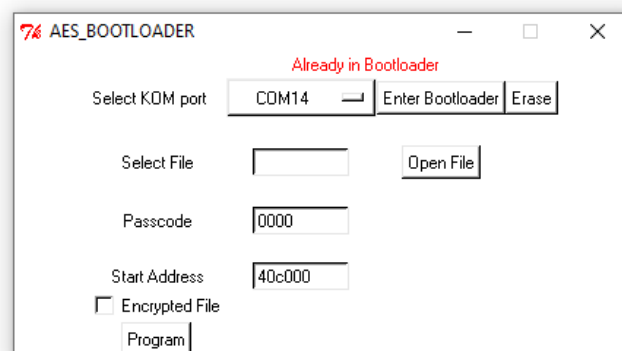 AES_BOOTLOADER
Already in Bootloader
Select KOM port COM14 Enter Bootloader Erase
Select File Open File
Passcode 0000
Start Address 40c000
Encrypted File
Program